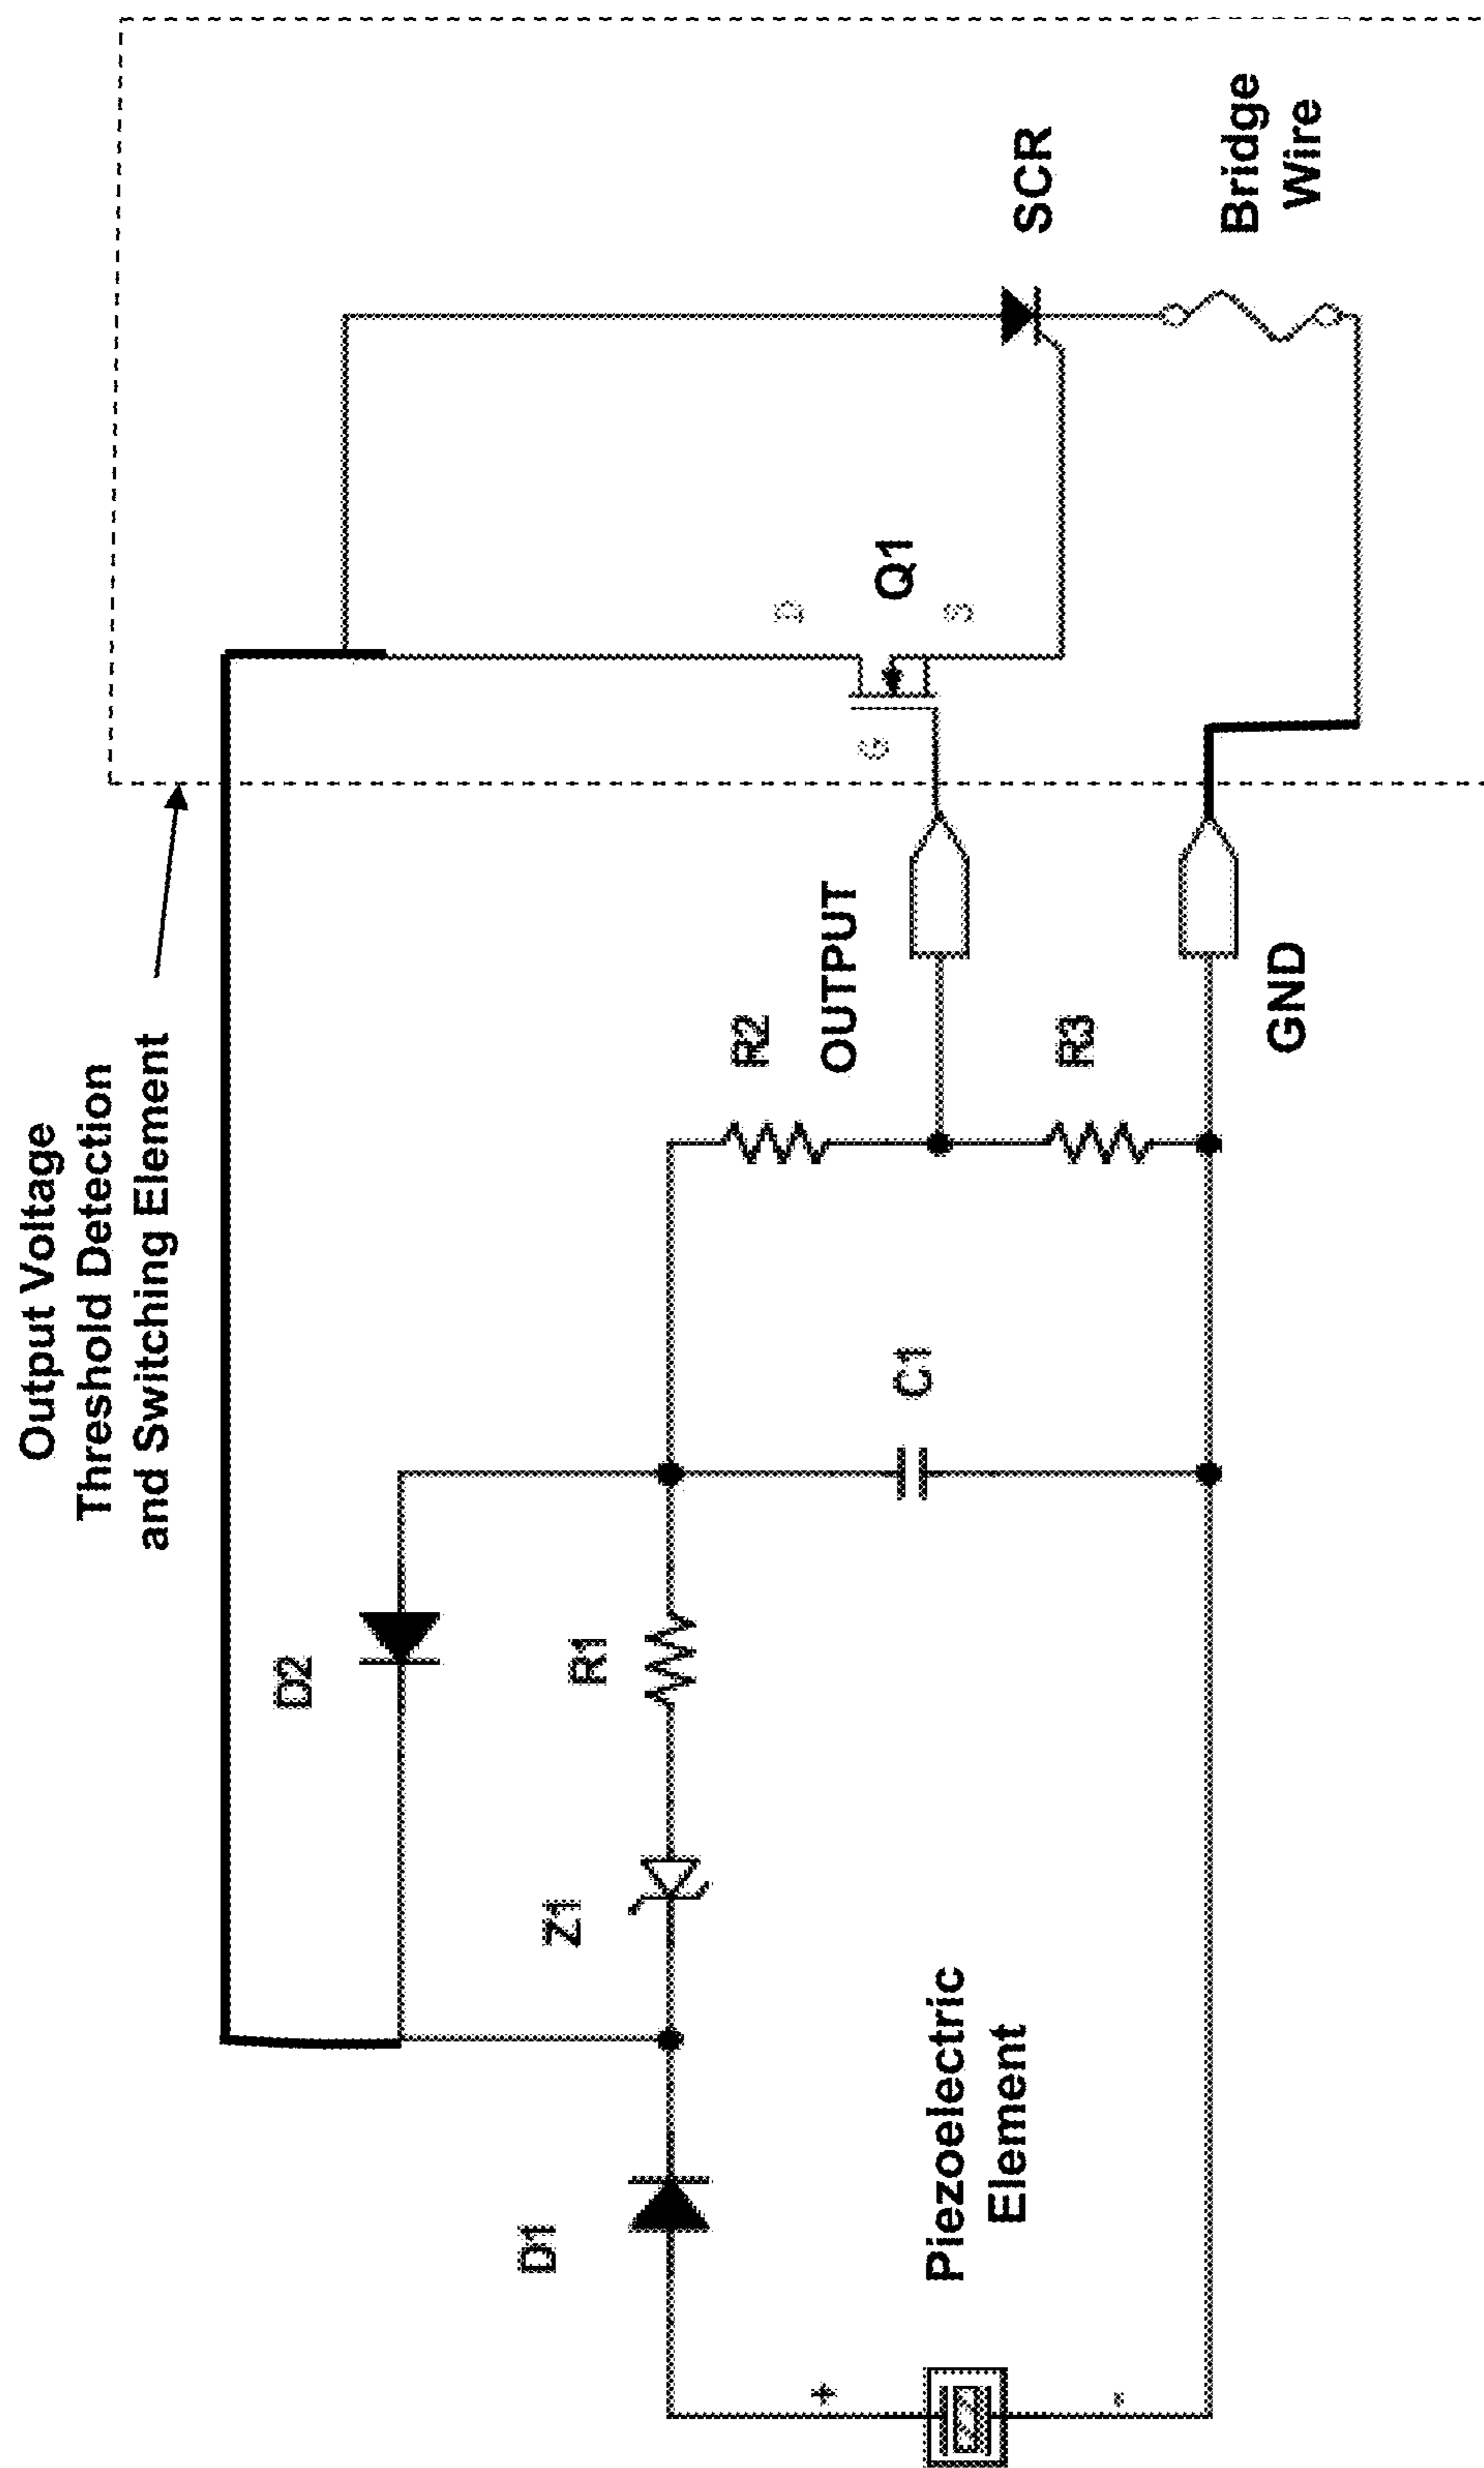 Output Voltage
Threshold Detection
and Switching Element
D2
D1
Z1
R1
C1
R2
OUTPUT
R3
GND
G
D
Q1
S
SCR
Bridge
Wire
Piezoelectric
Element
+
-